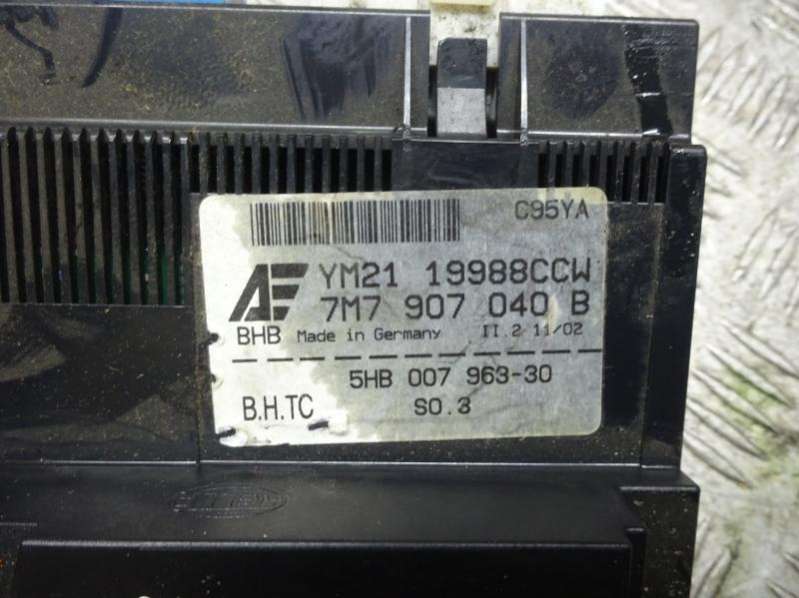 C95YA
AE YM21 19988CCW
7M7 907 040 B
BHB Made in Germany II.2 11/02
5HB 007 963-30
B.H.TC SO.3